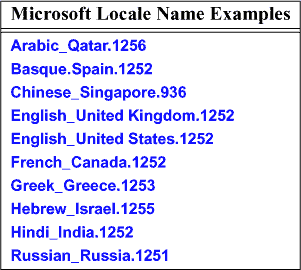 Microsoft Locale Name Examples
Arabic_Qatar.1256
Basque.Spain.1252
Chinese_Singapore.936
English_United Kingdom.1252
English_United States.1252
French_Canada.1252
Greek_Greece.1253
Hebrew_Israel.1255
Hindi_India.1252
Russian_Russia.1251